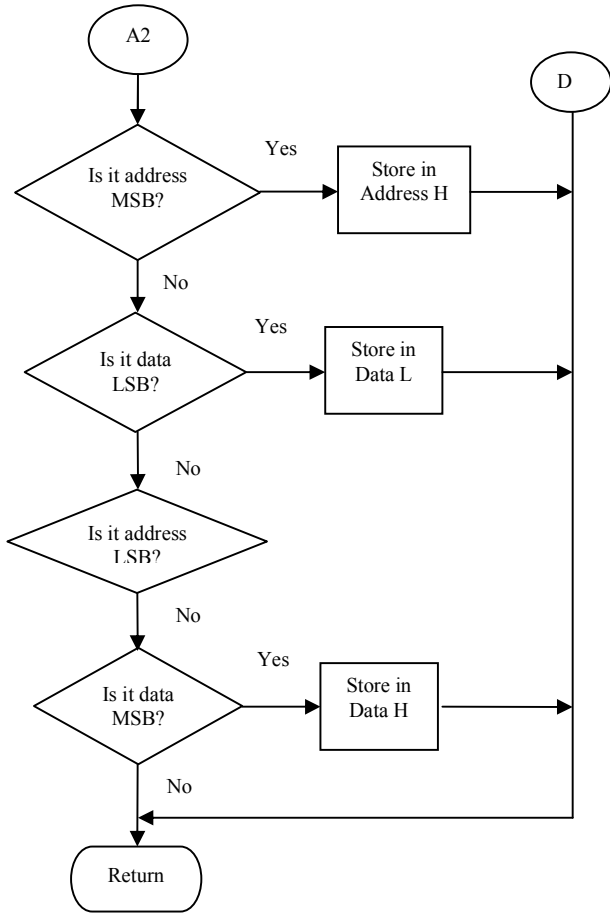 A2
D
Is it address
MSB?
Yes
Store in
Address H
No
Is it data
LSB?
Yes
Store in
Data L
No
Is it address
LSB?
No
Is it data
MSB?
Yes
Store in
Data H
No
Return